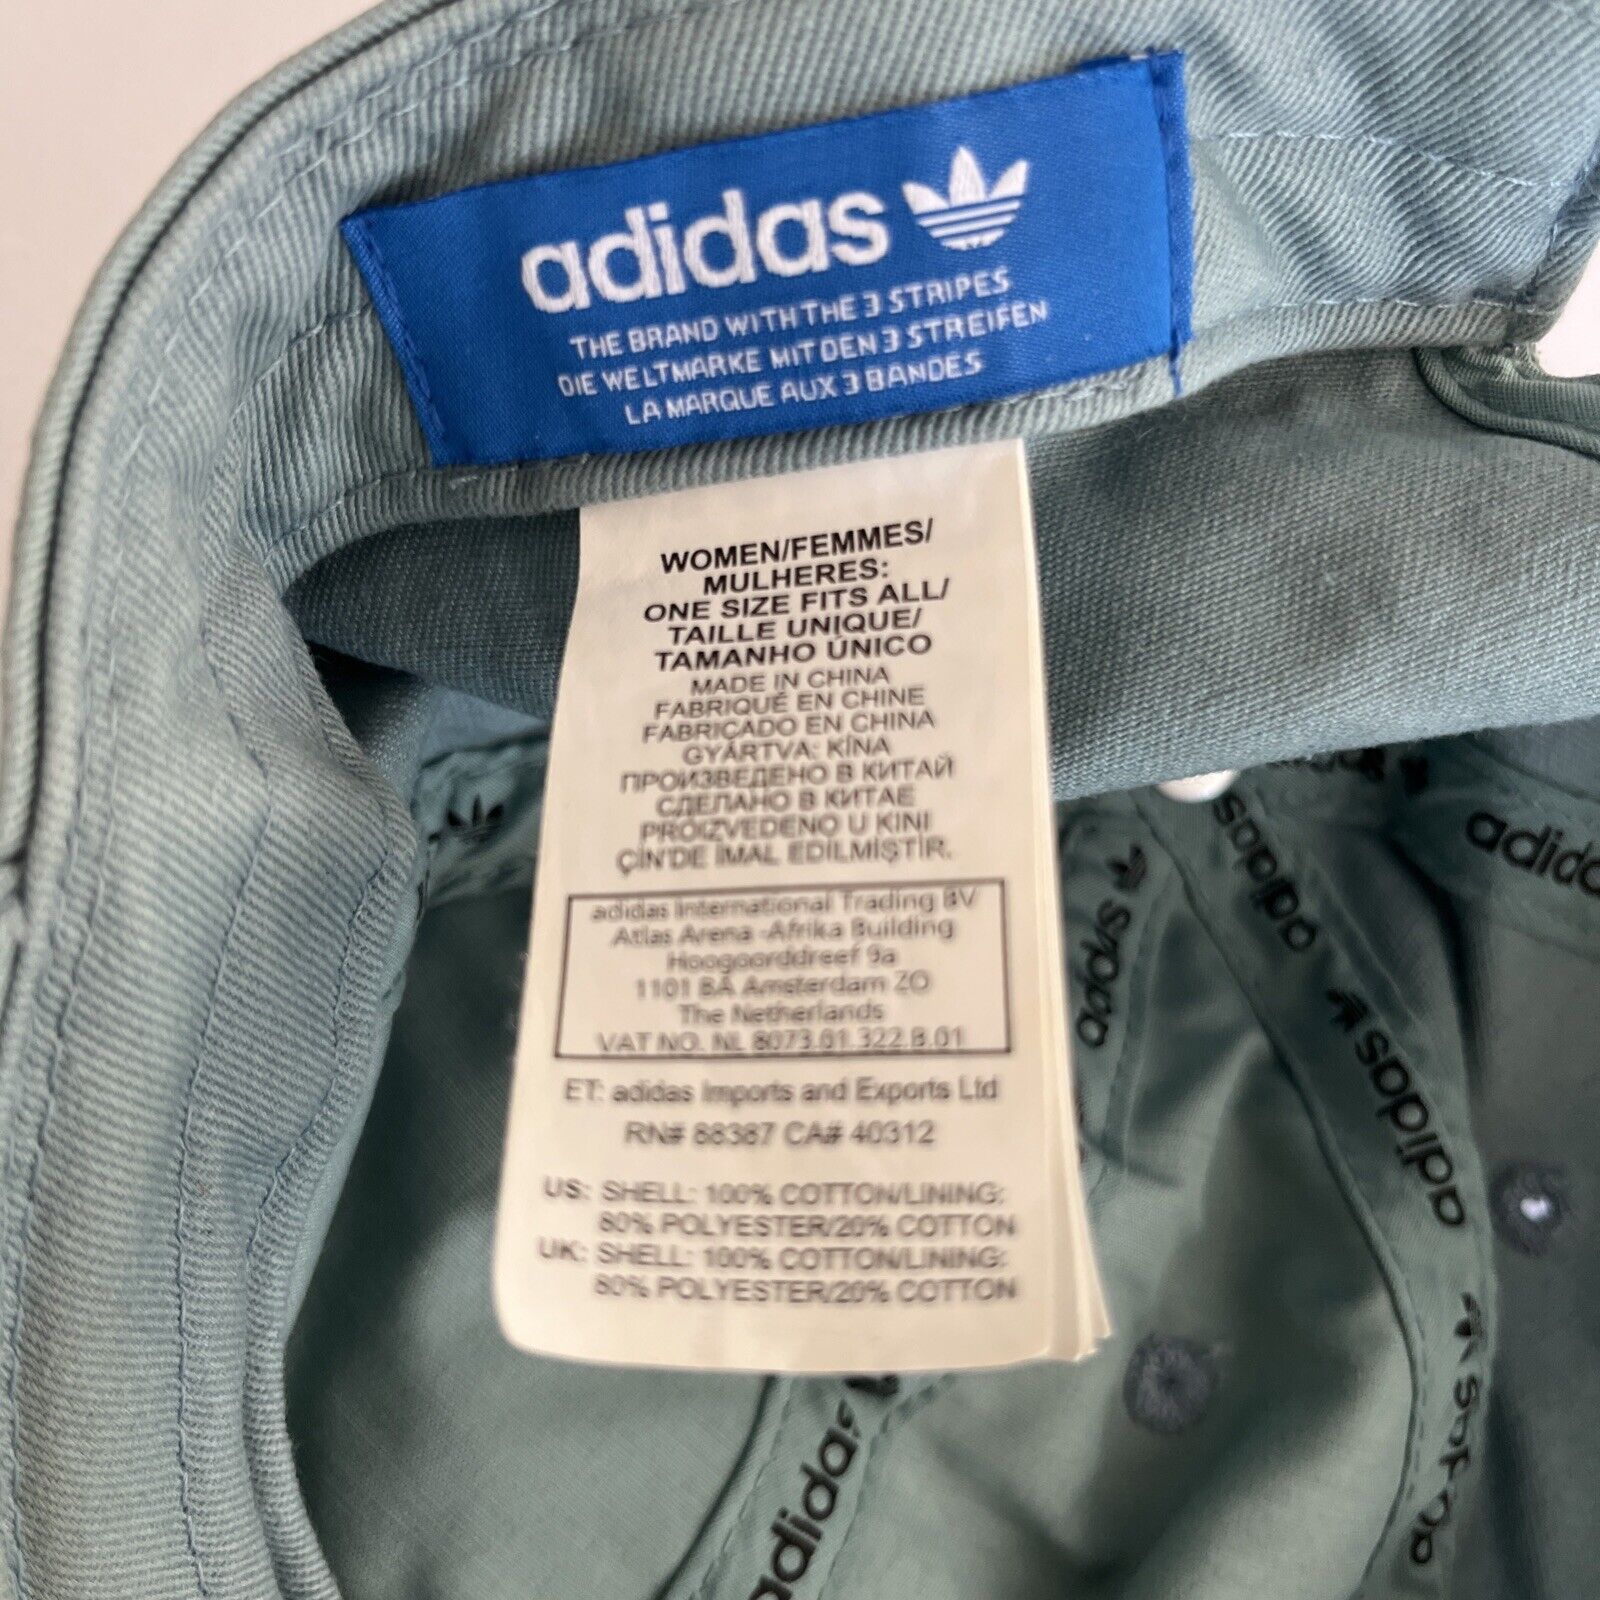 adidas
THE BRAND WITH THE 3 STRIPES
DIE WELTMARKE MIT DEN 3 STREIFEN
LA MARQUE AUX 3 BANDES
WOMEN/FEMMES/
MULHERES:
ONE SIZE FITS ALL/
TAILLE UNIQUE/
TAMANHO ÚNICO
MADE IN CHINA
FABRIQUÉ EN CHINE
FABRICADO EN CHINA
GYÁRTVA: KÍNA
ПРОИЗВЕДЕНО В КИТАЙ
СДЕЛАНО В КИТАЕ
PROIZVEDENO U KINI
ÇİN'DE İMAL EDİLMİŞTİR.
adidas International Trading BV
Atlas Arena -Afrika Building
Hoogoorddreef 9a
1101 BA Amsterdam ZO
The Netherlands
VAT NO. NL 8073.01.322.B.01
ET: adidas Imports and Exports Ltd
RN# 88387 CA# 40312
US: SHELL: 100% COTTON/LINING:
80% POLYESTER/20% COTTON
UK: SHELL: 100% COTTON/LINING:
80% POLYESTER/20% COTTON
adidas
adidas
adidas
adidas
adidas
adidas